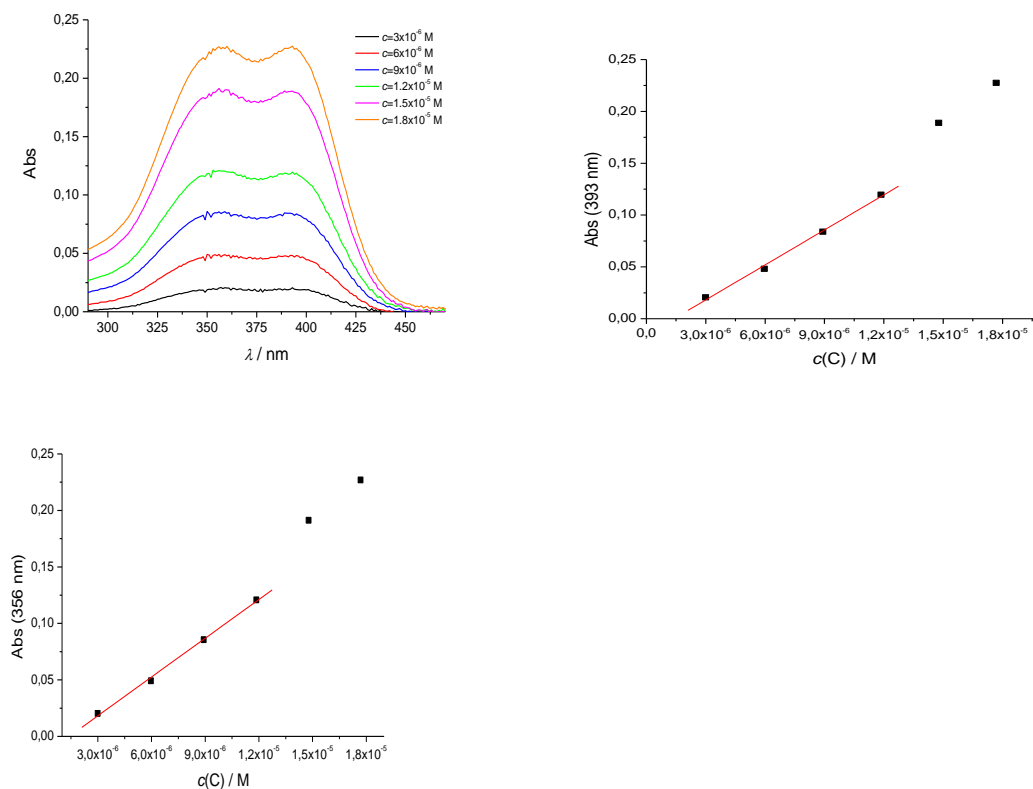 0,25
0,20
0,15
0,10
0,05
0,00
Abs
300 325 350 375 400 425 450
λ / nm
c=3x10⁻⁶ M
c=6x10⁻⁶ M
c=9x10⁻⁶ M
c=1.2x10⁻⁵ M
c=1.5x10⁻⁵ M
c=1.8x10⁻⁵ M
0,25
0,20
0,15
0,10
0,05
0,00
Abs (393 nm)
0,0 3,0x10⁻⁶ 6,0x10⁻⁶ 9,0x10⁻⁶ 1,2x10⁻⁵ 1,5x10⁻⁵ 1,8x10⁻⁵
c(C) / M
0,25
0,20
0,15
0,10
0,05
0,00
Abs (356 nm)
3,0x10⁻⁶ 6,0x10⁻⁶ 9,0x10⁻⁶ 1,2x10⁻⁵ 1,5x10⁻⁵ 1,8x10⁻⁵
c(C) / M